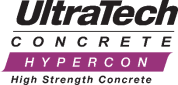 UltraTech
CONCRETE
HYPERCON
High Strength Concrete